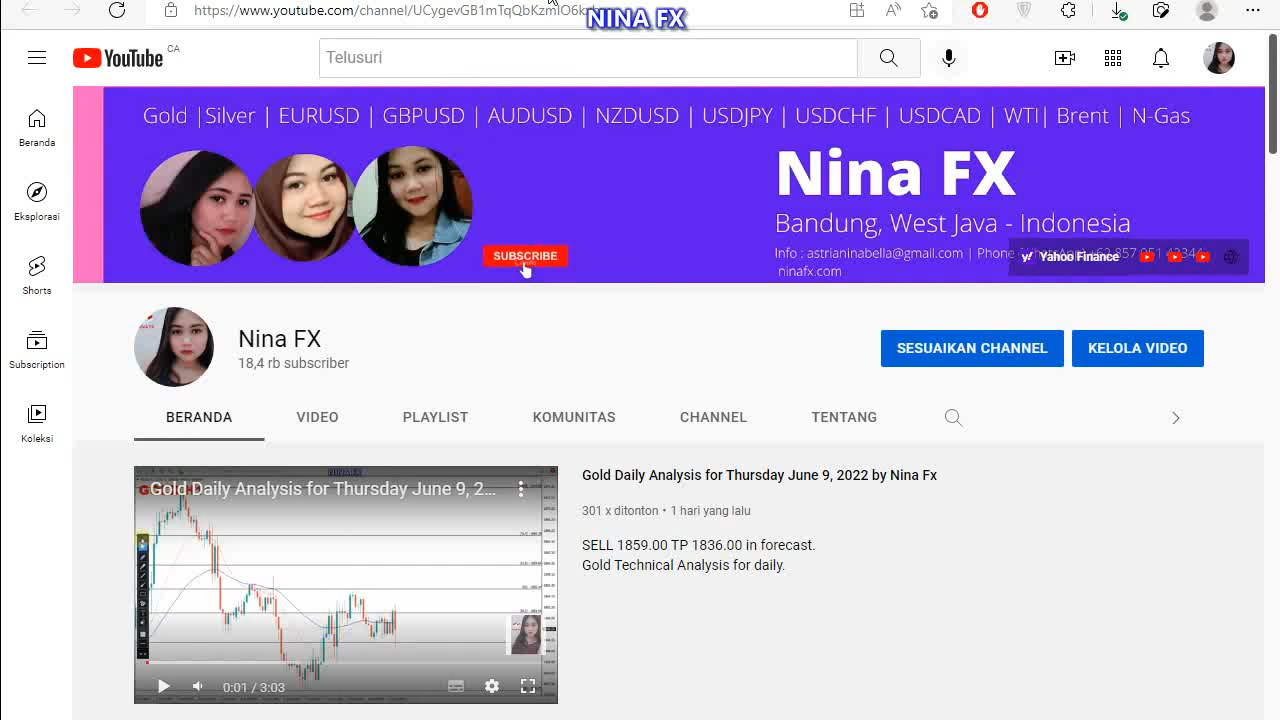 https://www.youtube.com/channel/UCygevGB1mTqQbKzmIO6k
NINA FX
YouTube CA
Telusuri
Beranda
Eksplorasi
Shorts
Subscription
Koleksi
Gold |Silver | EURUSD | GBPUSD | AUDUSD | NZDUSD | USDJPY | USDCHF | USDCAD | WTI| Brent | N-Gas
Nina FX
Bandung, West Java - Indonesia
Info : astrianinabella@gmail.com | Phone
ninafx.com
Yahoo Finance
SUBSCRIBE
Nina FX
18,4 rb subscriber
SESUAIKAN CHANNEL
KELOLA VIDEO
BERANDA VIDEO PLAYLIST KOMUNITAS CHANNEL TENTANG
Gold Daily Analysis for Thursday June 9, 2...
0:01 / 3:03
Gold Daily Analysis for Thursday June 9, 2022 by Nina Fx
301 x ditonton • 1 hari yang lalu
SELL 1859.00 TP 1836.00 in forecast.
Gold Technical Analysis for daily.